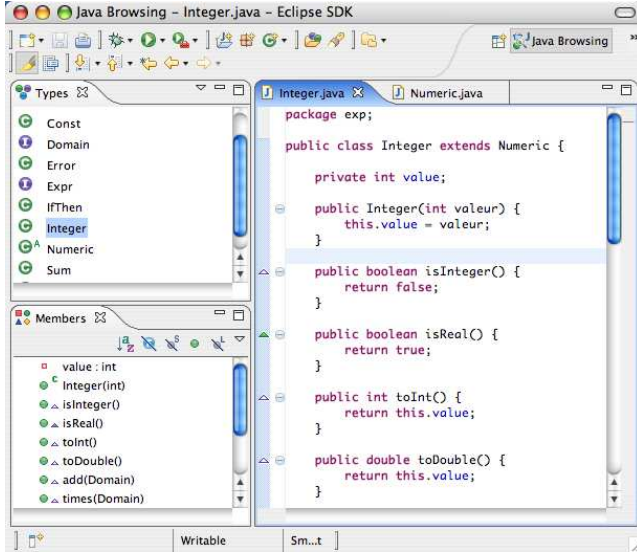 Java Browsing – Integer.java – Eclipse SDK
Java Browsing
Types
Const
Domain
Error
Expr
IfThen
Integer
A Numeric
Sum
Members
value : int
Integer(int)
isInteger()
isReal()
toInt()
toDouble()
add(Domain)
times(Domain)
Integer.java
Numeric.java
package exp;
public class Integer extends Numeric {
private int value;
public Integer(int valeur) {
this.value = valeur;
}
public boolean isInteger() {
return false;
}
public boolean isReal() {
return true;
}
public int toInt() {
return this.value;
}
public double toDouble() {
return this.value;
}
Writable
Sm...t